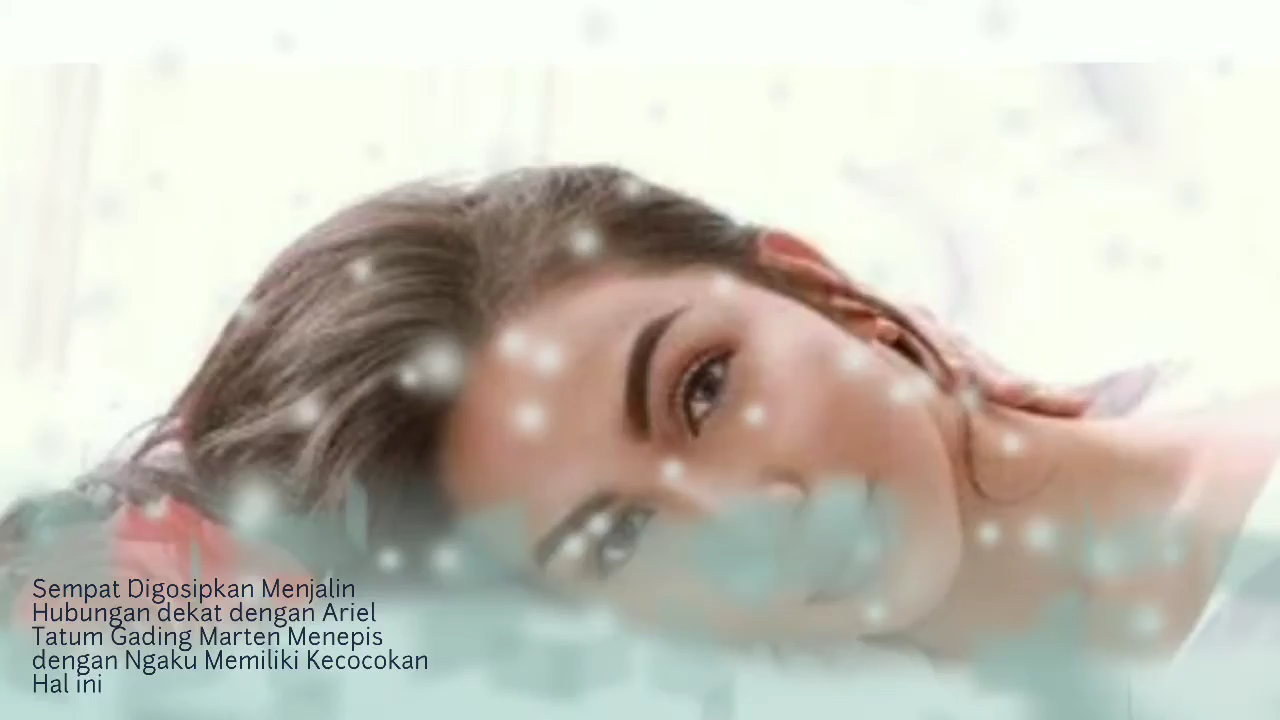 Sempat Digosipkan Menjalin
Hubungan dekat dengan Ariel
Tatum Gading Marten Menepis
dengan Ngaku Memiliki Kecocokan
Hal ini